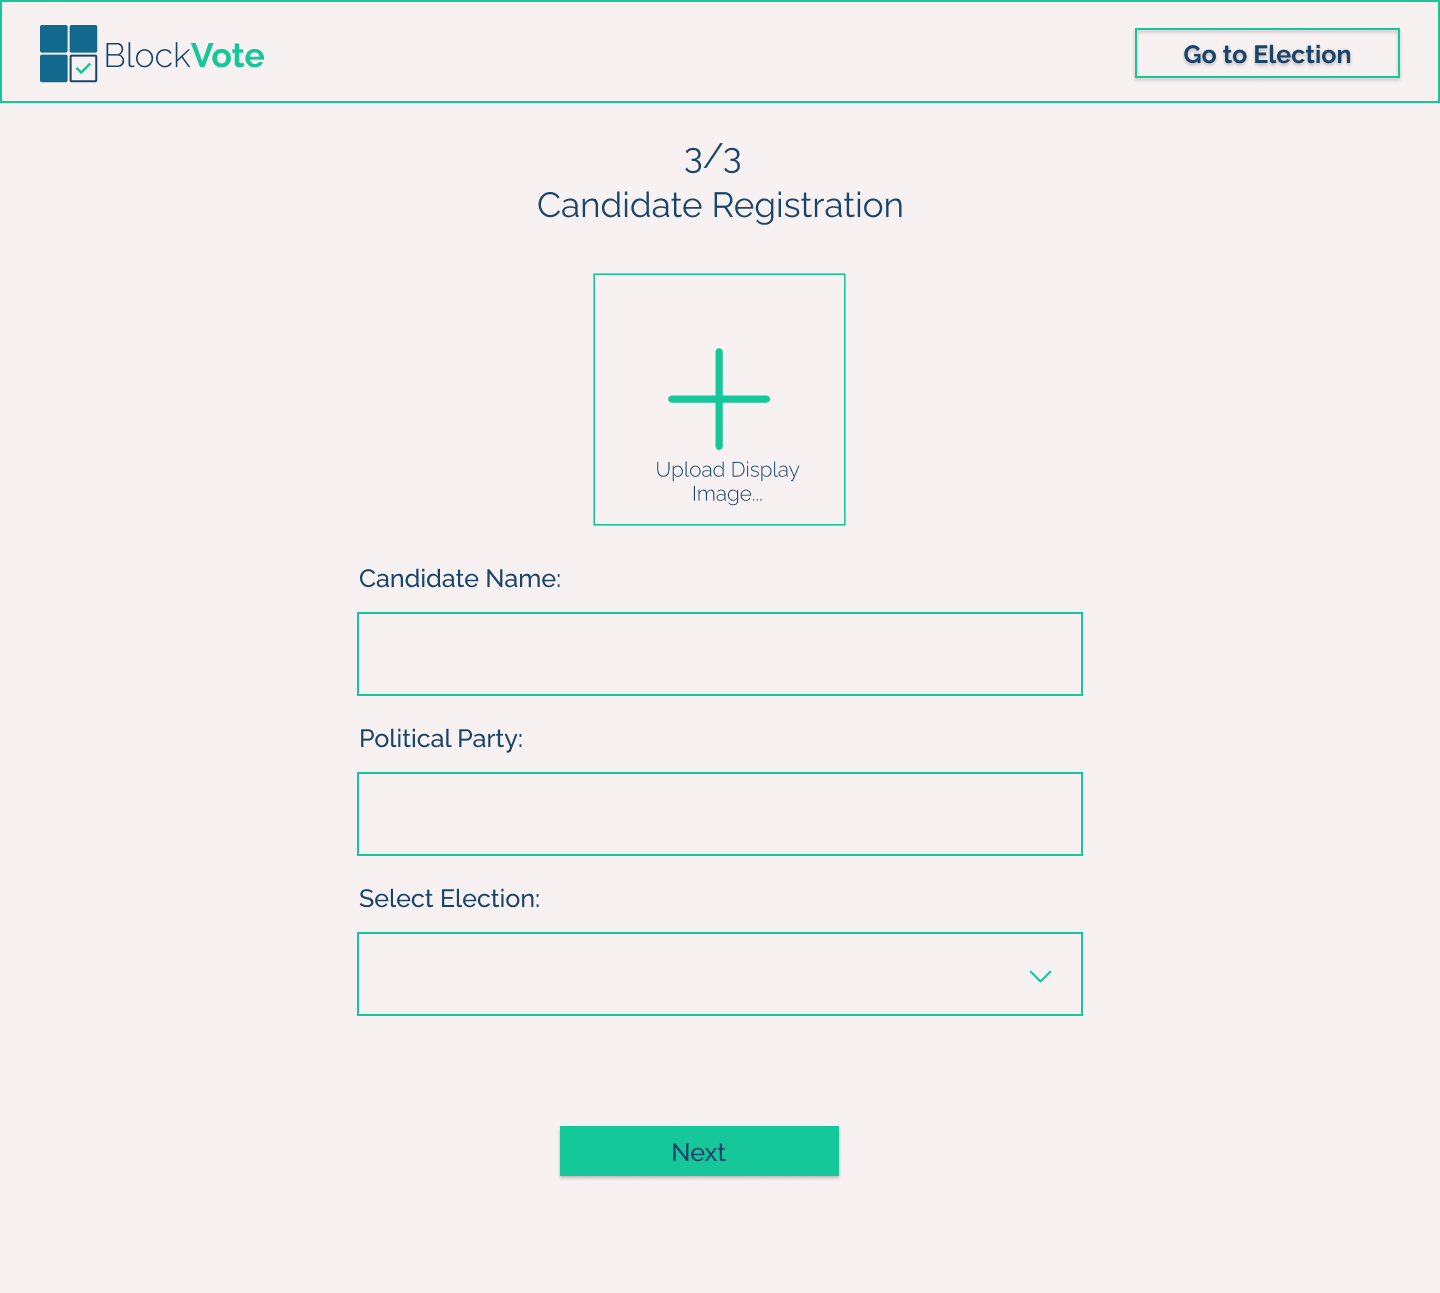 BlockVote
Go to Election
3/3
Candidate Registration
Upload Display
Image...
Candidate Name:
Political Party:
Select Election:
Next